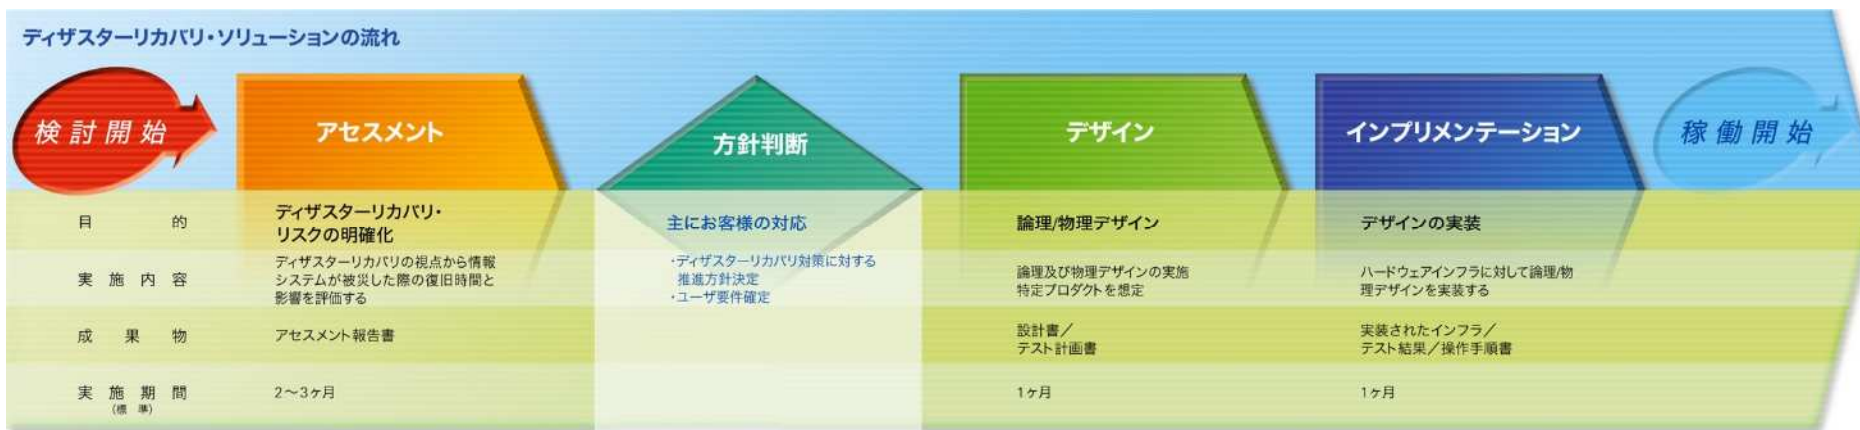 ディザスターリカバリ・ソリューションの流れ
検討開始
アセスメント
方針判断
デザイン
インプリメンテーション
稼働開始
目的
ディザスターリカバリ・
リスクの明確化
主にお客様の対応
論理/物理デザイン
デザインの実装
実施内容
ディザスターリカバリの視点から情報
システムが被災した際の復旧時間と
影響を評価する
・ディザスターリカバリ対策に対する
推進方針決定
・ユーザ要件確定
論理及び物理デザインの実施
特定プロダクトを想定
ハードウェアインフラに対して論理/物
理デザインを実装する
成果物
アセスメント報告書
設計書／
テスト計画書
実装されたインフラ／
テスト結果／操作手順書
実施期間
(標準)
2～3ヶ月
1ヶ月
1ヶ月